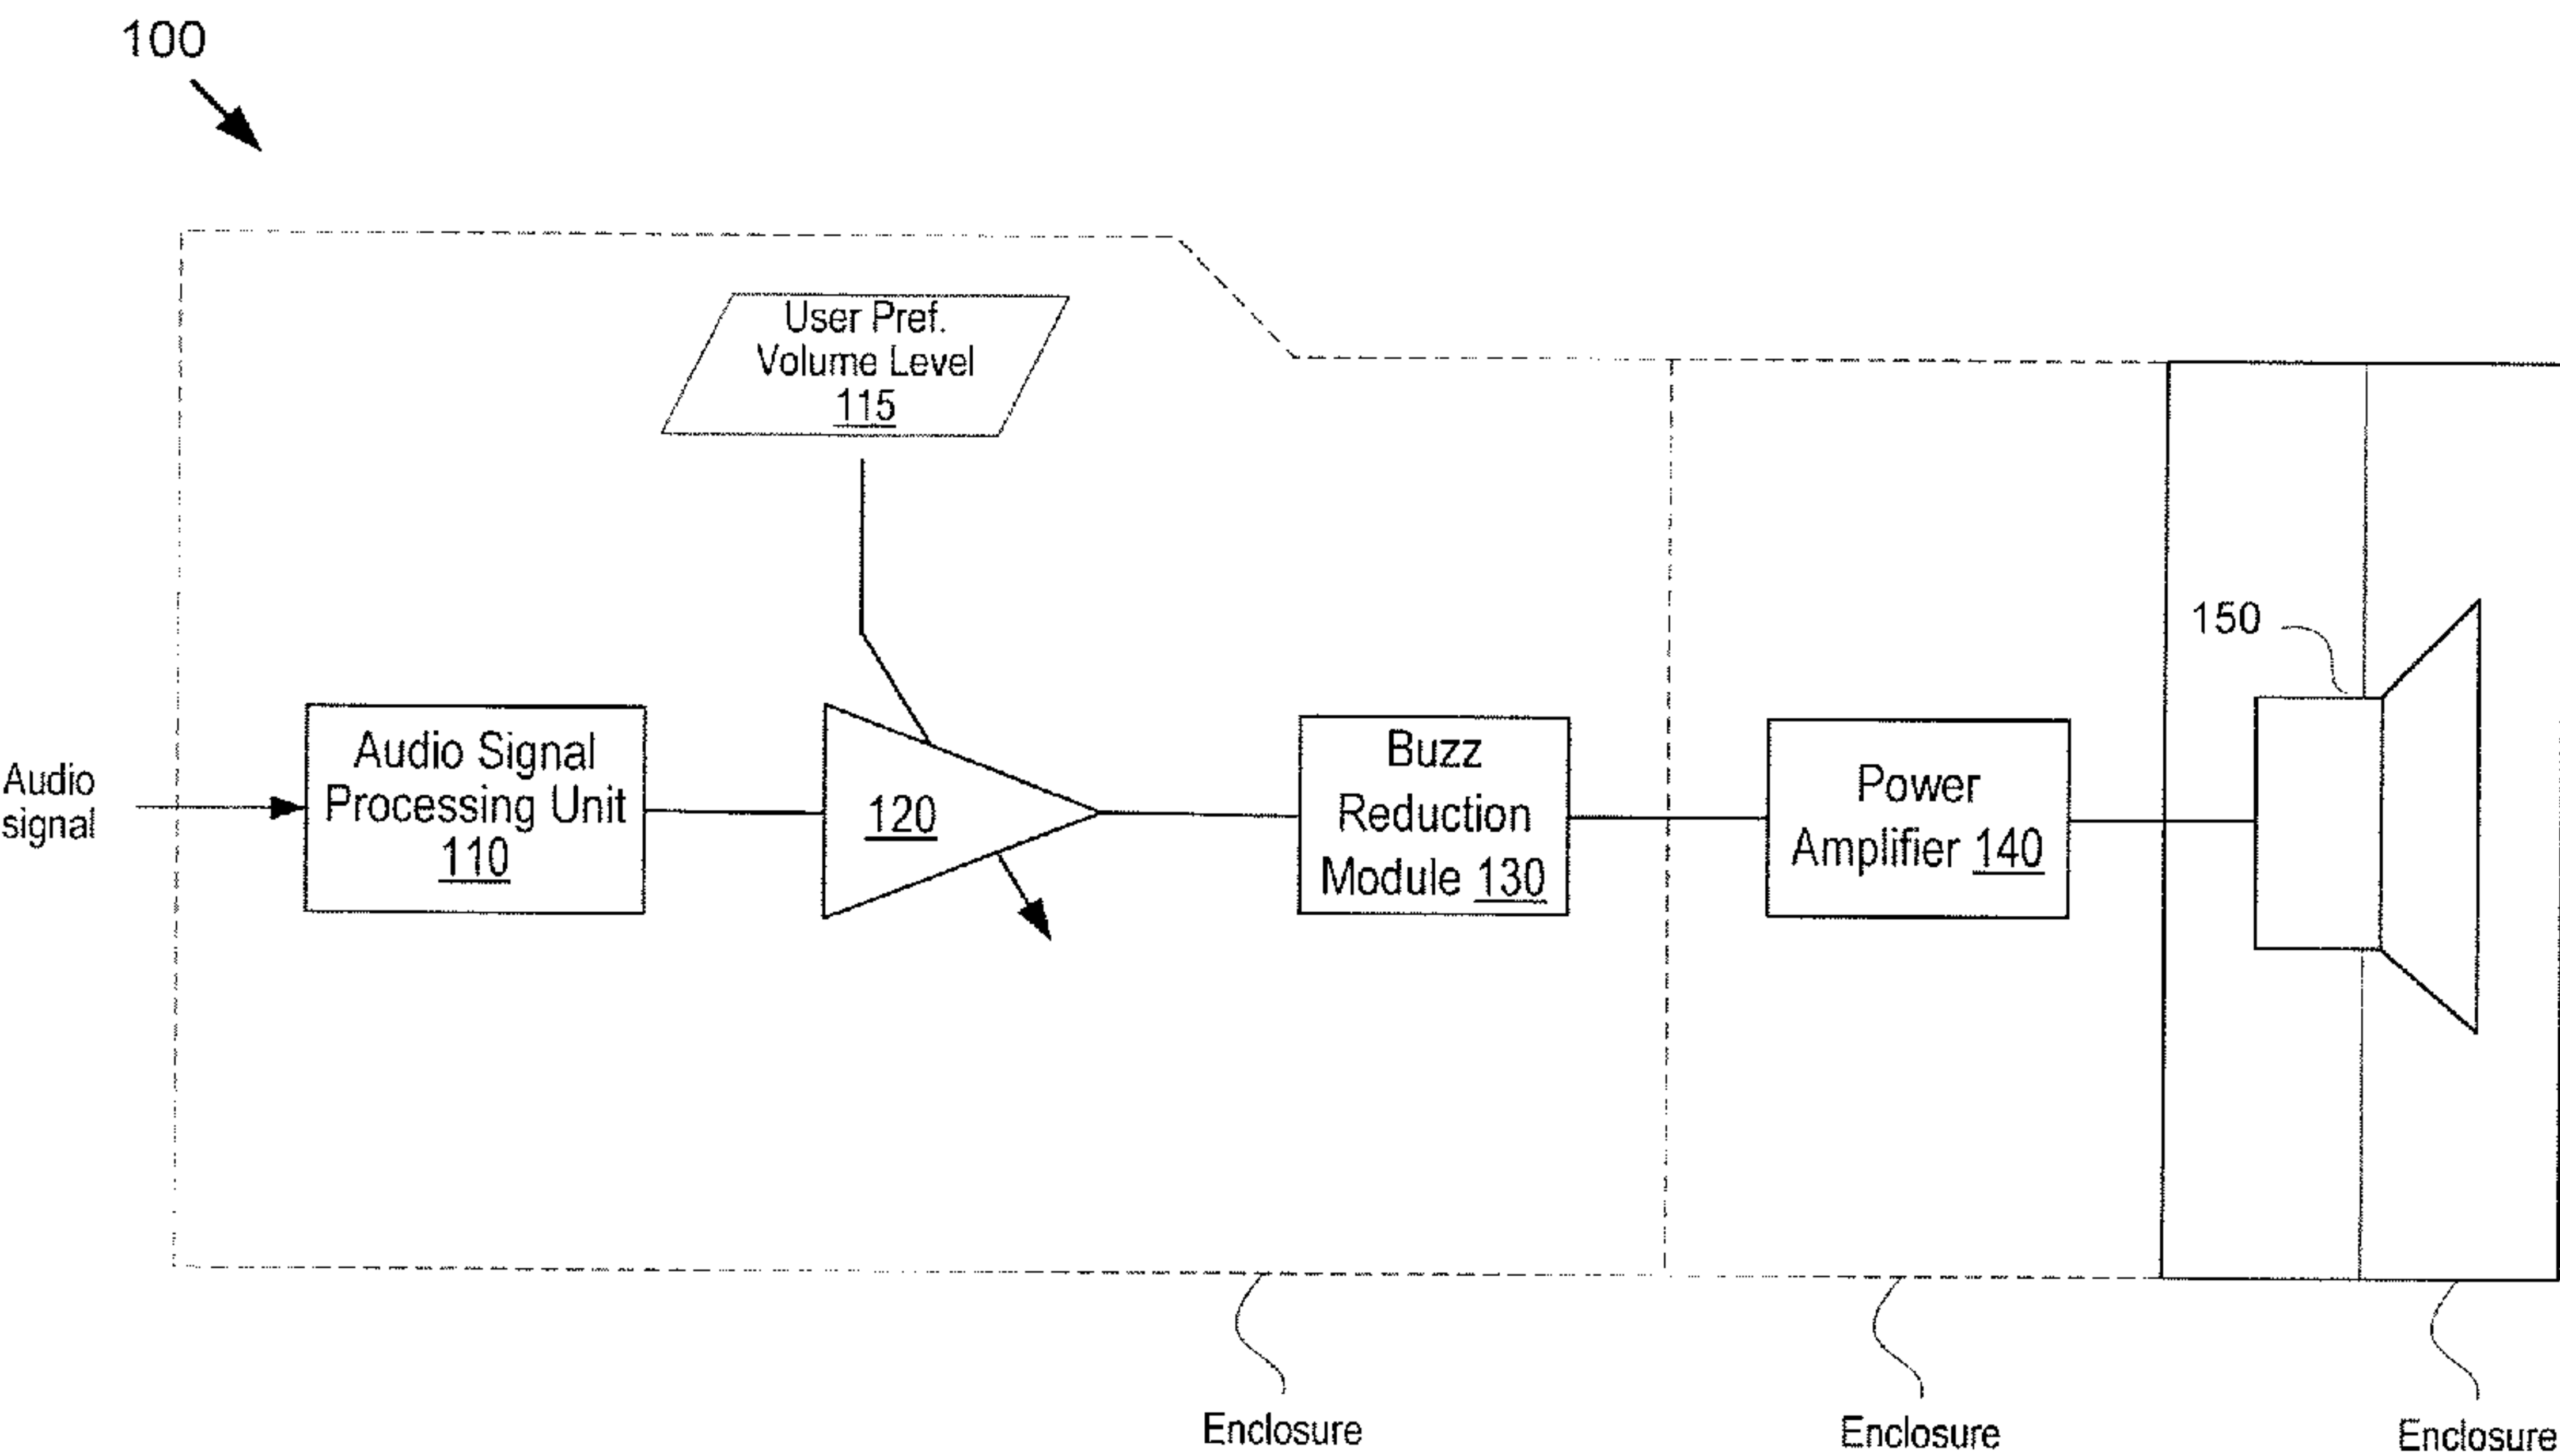 100
User Pref.
Volume Level
115
150
Audio
signal
Audio Signal
Processing Unit
110
120
Buzz
Reduction
Module 130
Power
Amplifier 140
Enclosure
Enclosure
Enclosure